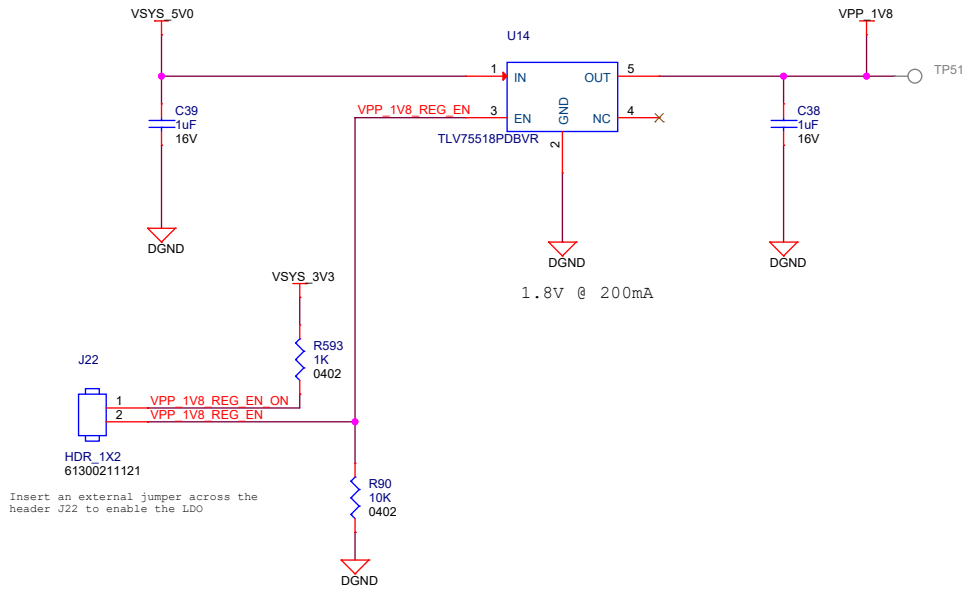 VSYS_5V0
VPP_1V8
U14
1
IN
OUT
5
TP51
C39
1uF
16V
VPP_1V8_REG_EN
3
EN
GND
NC
4
C38
1uF
16V
TLV75518PDBVR
2
DGND
DGND
DGND
1.8V @ 200mA
VSYS_3V3
R593
1K
0402
J22
1
VPP_1V8_REG_EN_ON
2
VPP_1V8_REG_EN
HDR_1X2
61300211121
R90
10K
0402
Insert an external jumper across the
header J22 to enable the LDO
DGND